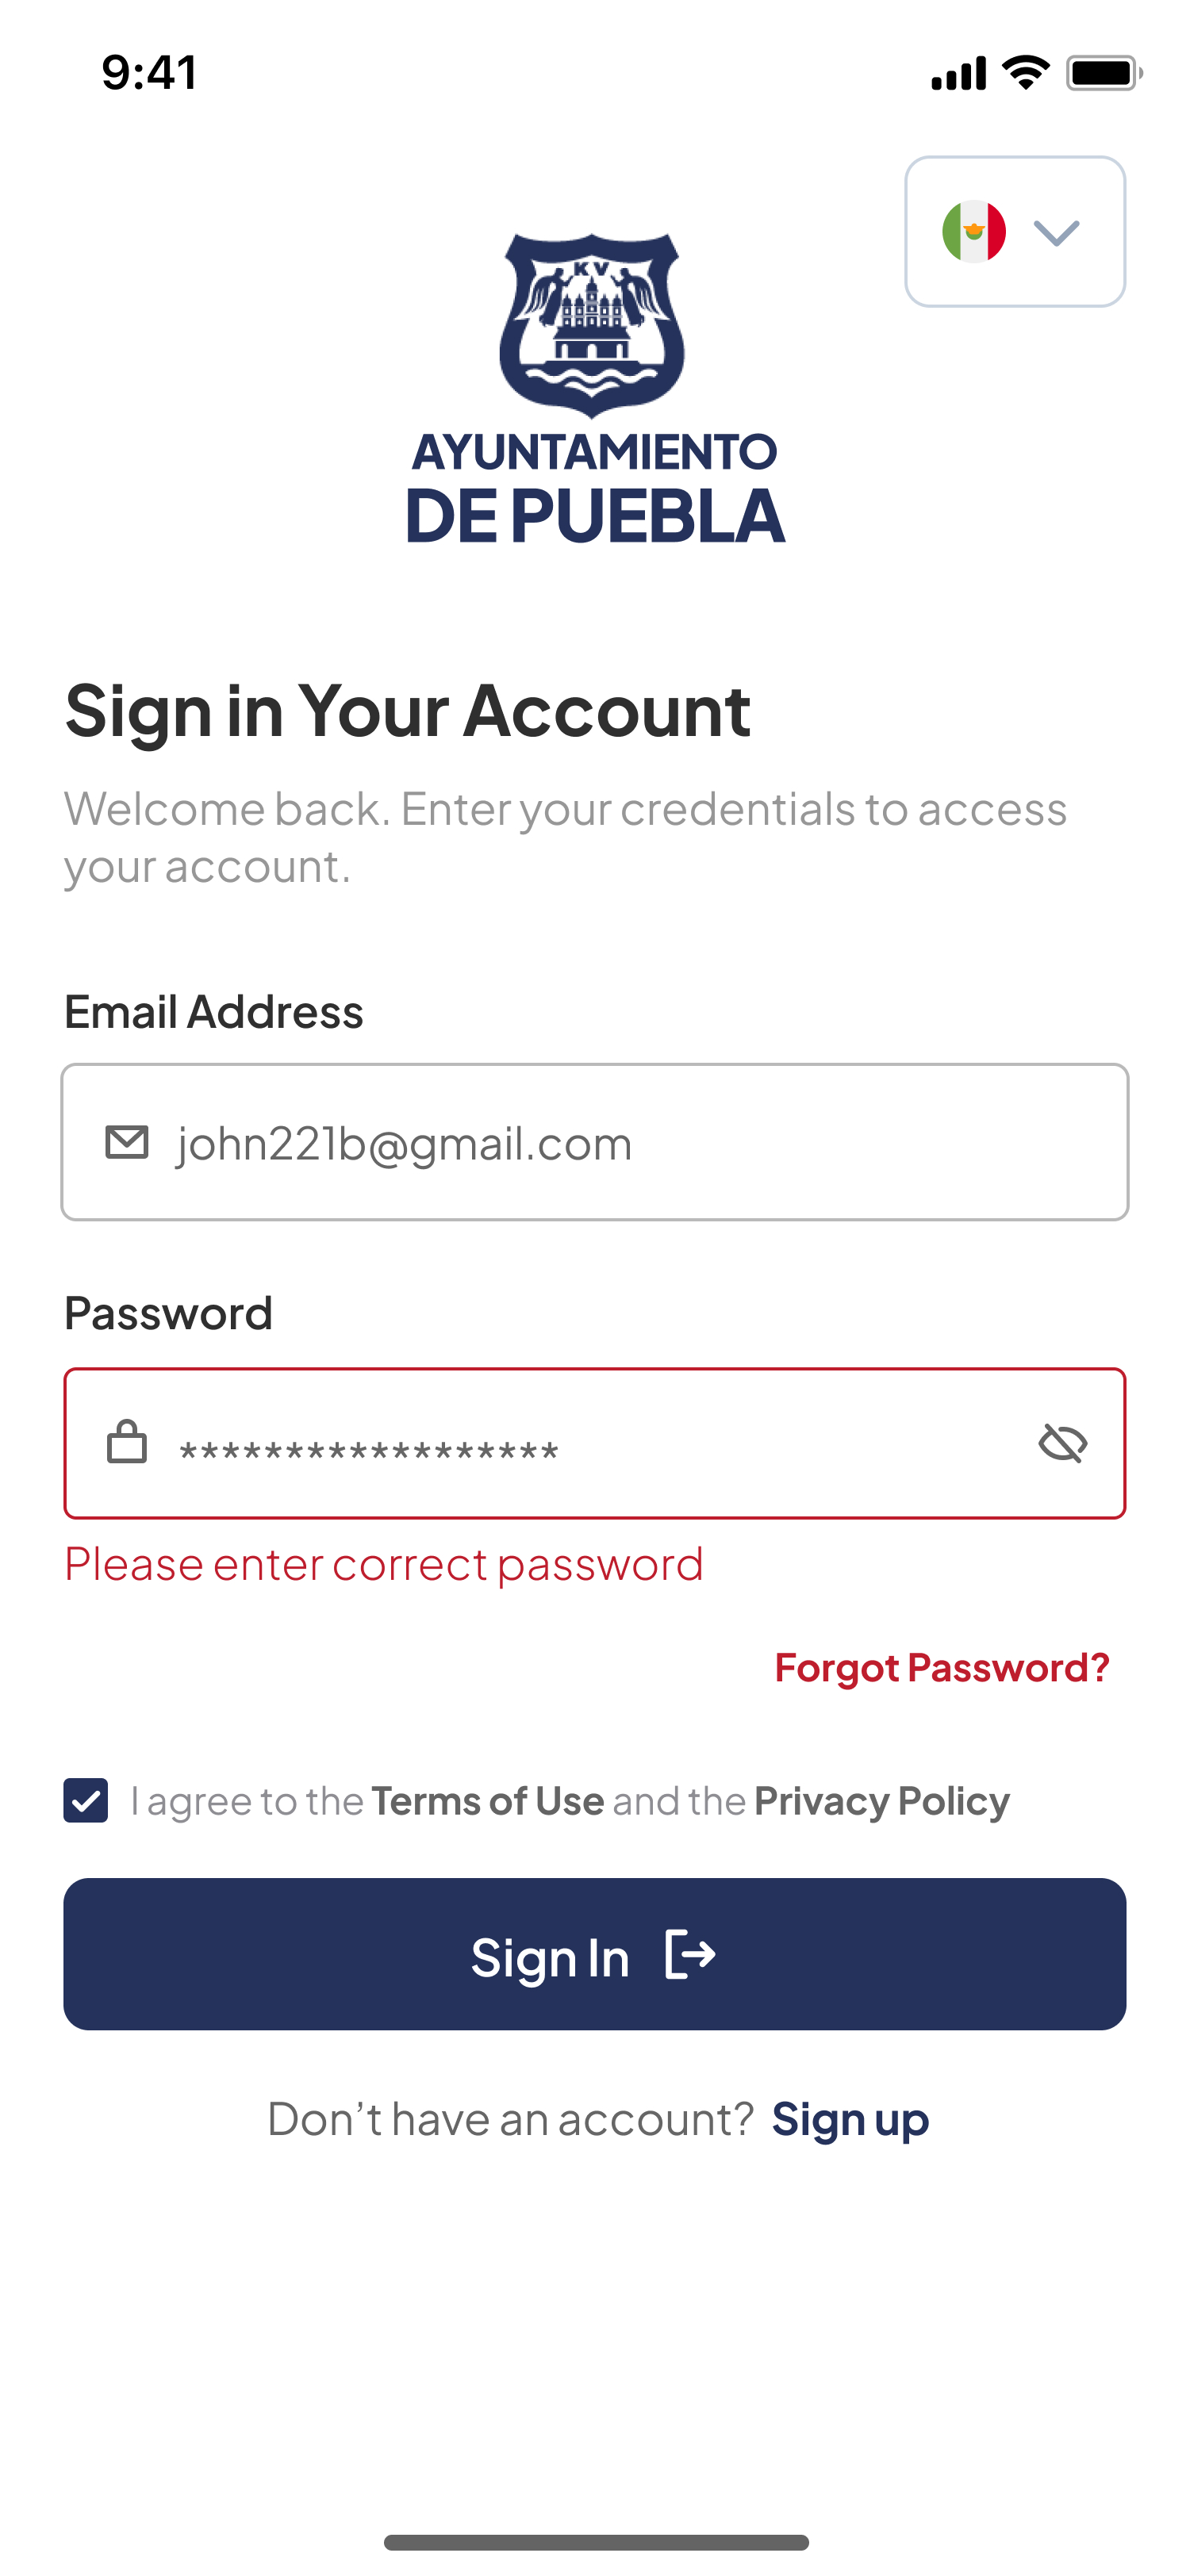 9:41
KV
AYUNTAMIENTO
DE PUEBLA
Sign in Your Account
Welcome back. Enter your credentials to access
your account.
Email Address
john221b@gmail.com
Password
******************
Please enter correct password
Forgot Password?
I agree to the Terms of Use and the Privacy Policy
Sign In
Don’t have an account? Sign up